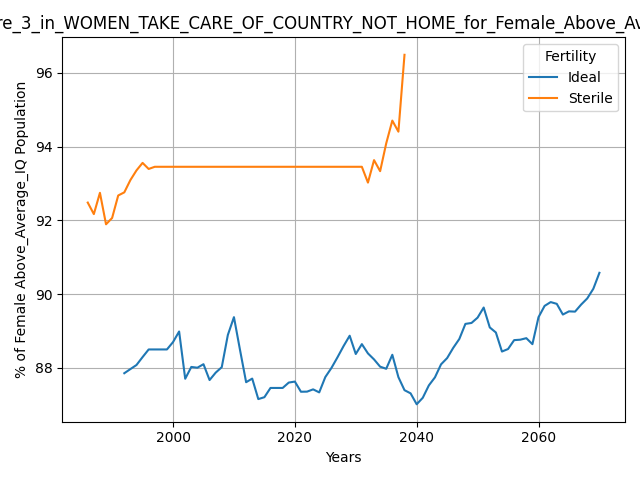 re_3_in_WOMEN_TAKE_CARE_OF_COUNTRY_NOT_HOME_for_Female_Above_Av
% of Female Above_Average_IQ Population
96
94
92
90
88
Fertility
Ideal
Sterile
2000
2020
2040
2060
Years